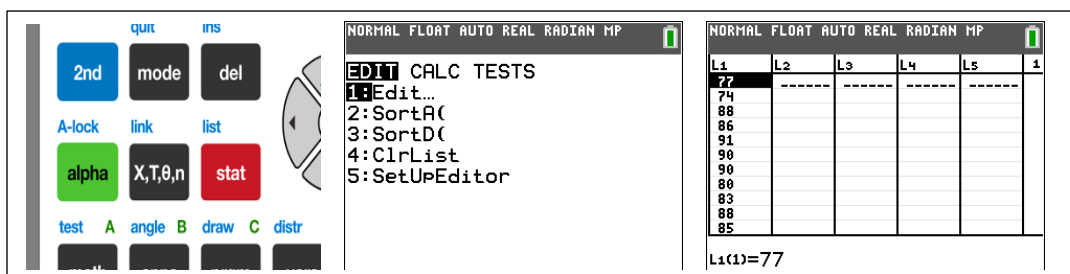 quit ins
2nd mode del
A-lock link list
alpha X,T,θ,n stat
test A angle B draw C distr
NORMAL FLOAT AUTO REAL RADIAN MP
EDIT CALC TESTS
1:Edit…
2:SortA(
3:SortD(
4:ClrList
5:SetUpEditor
NORMAL FLOAT AUTO REAL RADIAN MP
L1 L2 L3 L4 L5 1
77 ------ ------ ------ ------
74
88
86
91
90
90
80
83
88
85
L1(1)=77